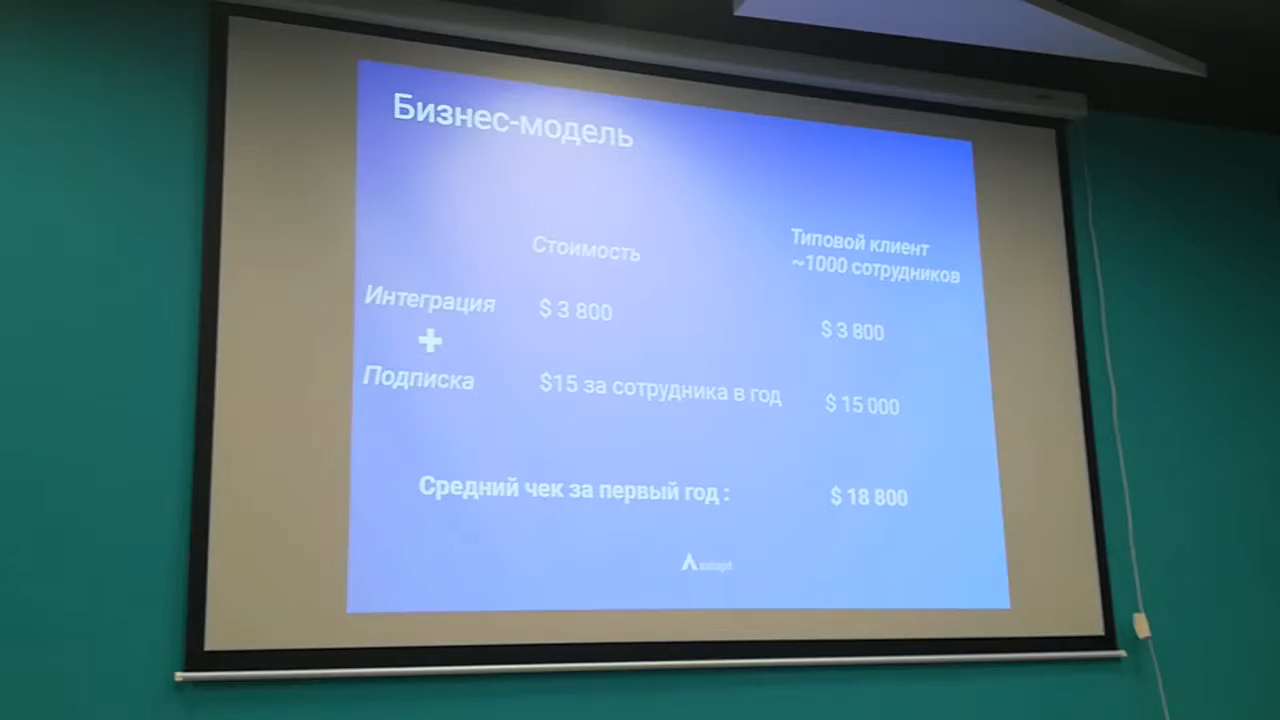 Бизнес-модель
Стоимость
Типовой клиент
~1000 сотрудников
Интеграция
$ 3 800
$ 3 800
+
Подписка
$15 за сотрудника в год
$ 15 000
Средний чек за первый год :
$ 18 800